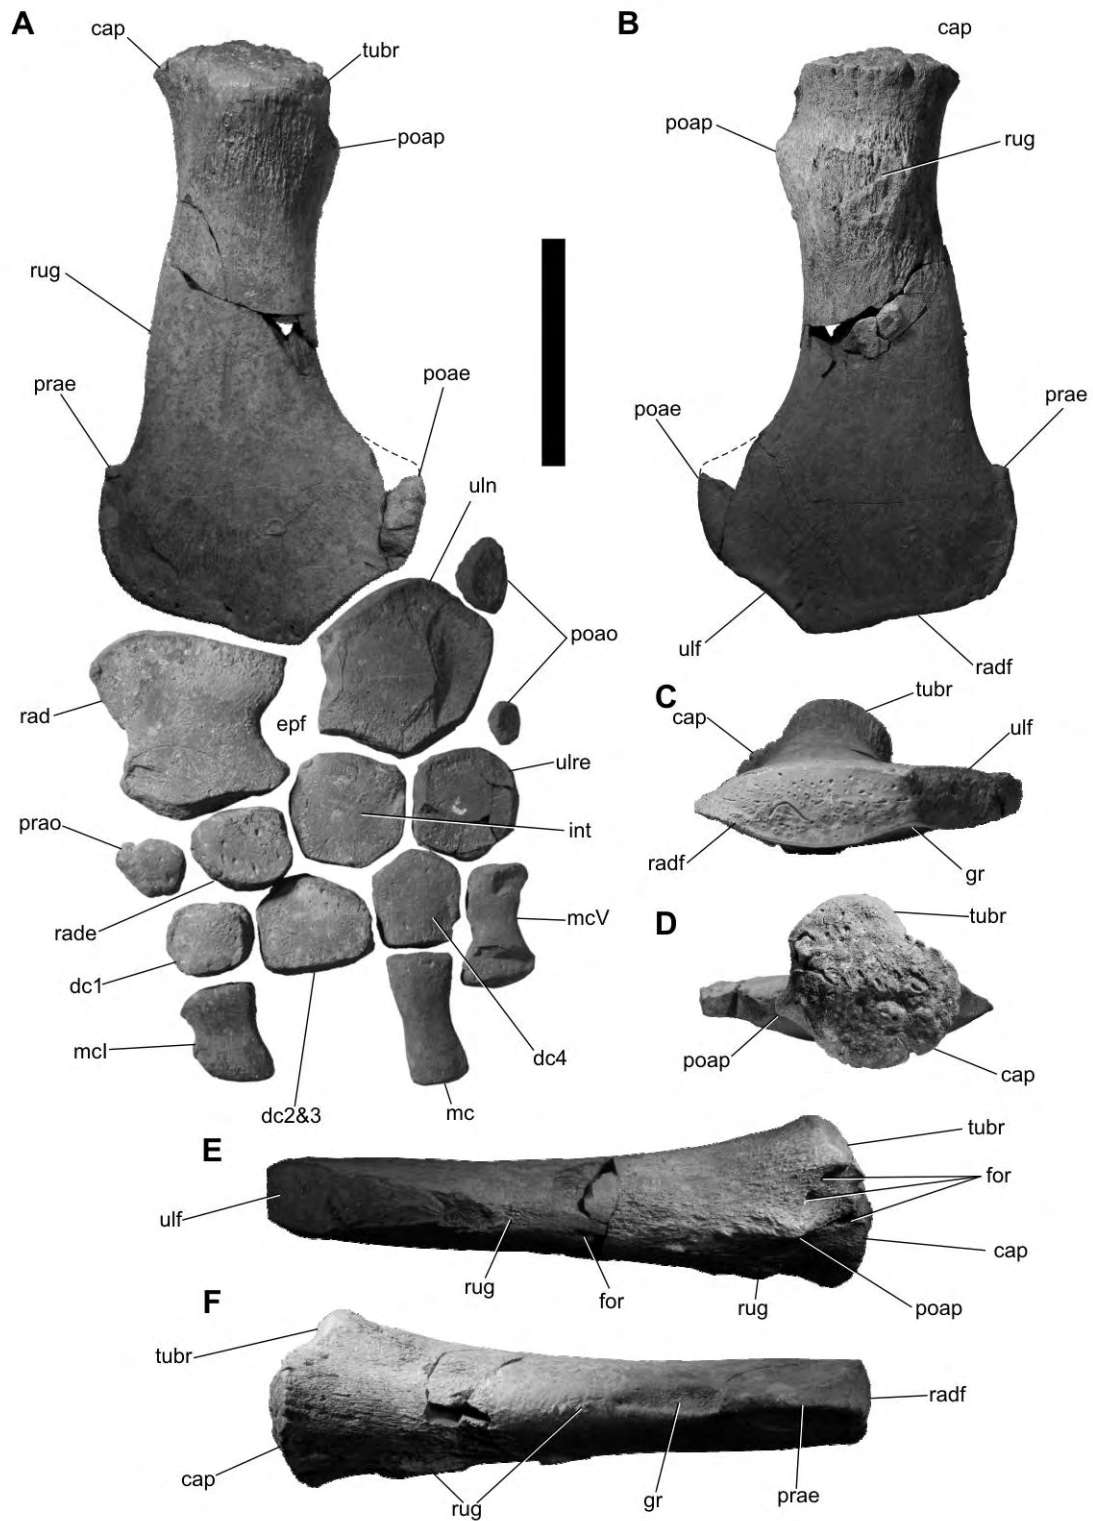 A
cap
tubr
poap
rug
prae
poae
uln
poao
rad
epf
ulre
int
prao
rade
mcV
dc1
mcI
dc4
dc2&3
mc
B
cap
poap
rug
poae
prae
ulf
radf
C
tubr
cap
ulf
radf
gr
D
tubr
poap
cap
E
tubr
for
ulf
cap
rug
for
rug
poap
F
tubr
radf
cap
rug
gr
prae